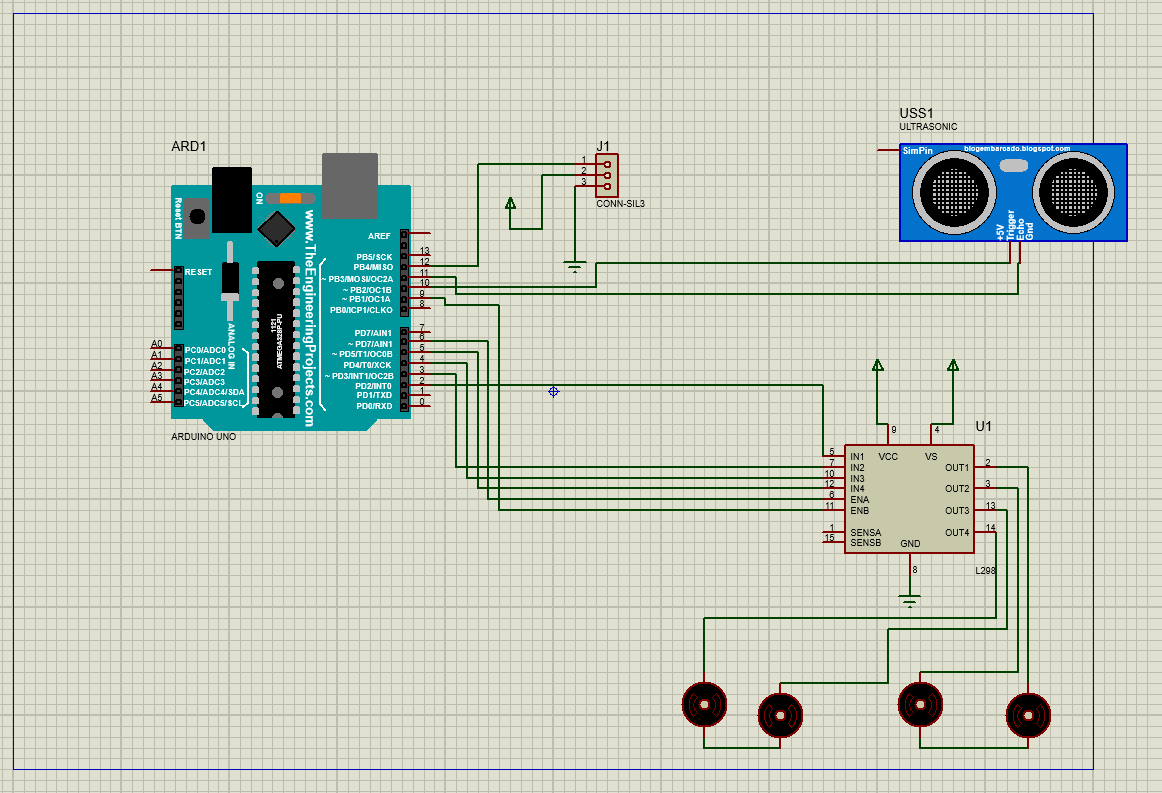 ARD1
ON
Reset BTN
www.TheEngineeringProjects.com
AREF
PB5/SCK 13
PB4/MISO 12
RESET
~ PB3/MOSI/OC2A 11
~ PB2/OC1B 10
~ PB1/OC1A 9
PB0/ICP1/CLKO 8
1121
ATMEGA328P-PU
ANALOG IN
PD7/AIN1 7
~ PD7/AIN1 6
~ PD5/T1/OC0B 5
PD4/T0/XCK 4
~ PD3/INT1/OC2B 3
PD2/INT0 2
PD1/TXD 1
PD0/RXD 0
A0 PC0/ADC0
A1 PC1/ADC1
A2 PC2/ADC2
A3 PC3/ADC3
A4 PC4/ADC4/SDA
A5 PC5/ADC5/SCL
ARDUINO UNO
J1
1
2
3
CONN-SIL3
USS1
ULTRASONIC
SimPin
blogembarcado.blogspot.com
+5V
Trigger
Echo
Gnd
U1
9
4
VCC
VS
5 IN1
7 IN2
10 IN3
12 IN4
6 ENA
11 ENB
1 SENSA
15 SENSB
OUT1 2
OUT2 3
OUT3 13
OUT4 14
GND
8
L298